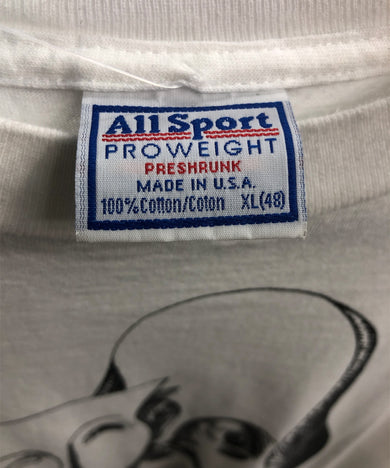 All Sport
PROWEIGHT
PRESHRUNK
MADE IN U.S.A.
100% Cotton/Coton XL(48)